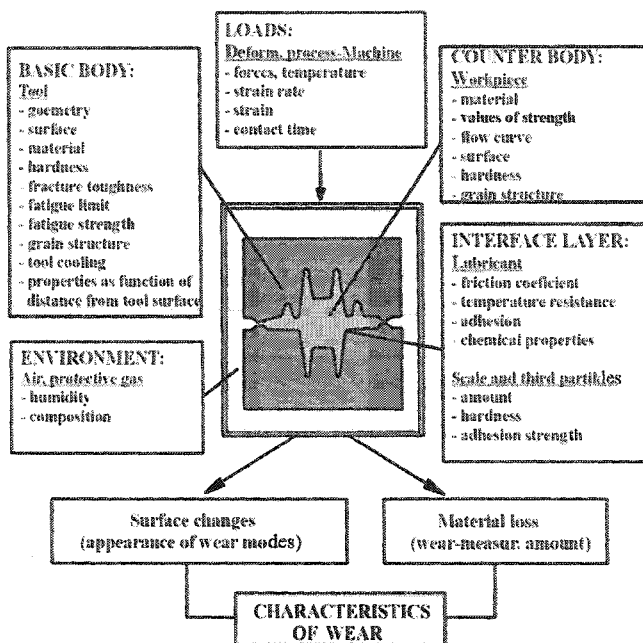 LOADS:
Deform. process-Machine
- forces, temperature
- strain rate
- strain
- contact time
BASIC BODY:
Tool
- goemetry
- surface
- material
- hardness
- fracture toughness
- fatigue limit
- fatigue strength
- grain structure
- tool cooling
- properties as function of
distance from tool surface
COUNTER BODY:
Workpiece
- material
- values of strength
- flow curve
- surface
- hardness
- grain structure
INTERFACE LAYER:
Lubricant
- friction coeficient
- temperature resistance
- adhesion
- chemical properties
Scale and third partikles
- amount
- hardness
- adhesion strength
ENVIRONMENT:
Air, protective gas
- humidity
- composition
Surface changes
(appearance of wear modes)
Material loss
(wear-measur. amount)
CHARACTERISTICS
OF WEAR